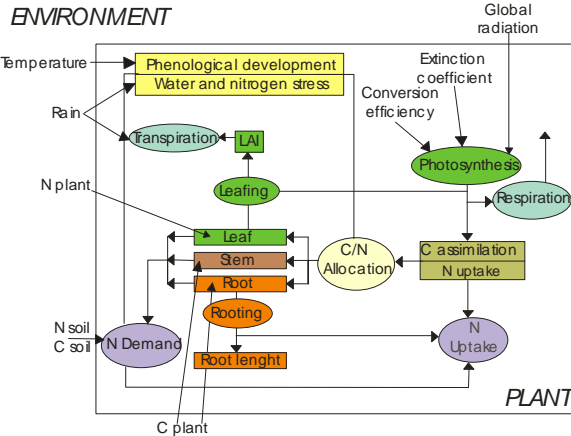 ENVIRONMENT
Global
radiation
Temperature
Phenological development
Water and nitrogen stress
Extinction
coefficient
Conversion
efficiency
Rain
Transpiration
LAI
Photosynthesis
N plant
Leafing
Respiration
Leaf
Stem
Root
C/N
Allocation
C assimilation
N uptake
Rooting
N soil
C soil
N Demand
N
Uptake
Root lenght
PLANT
C plant